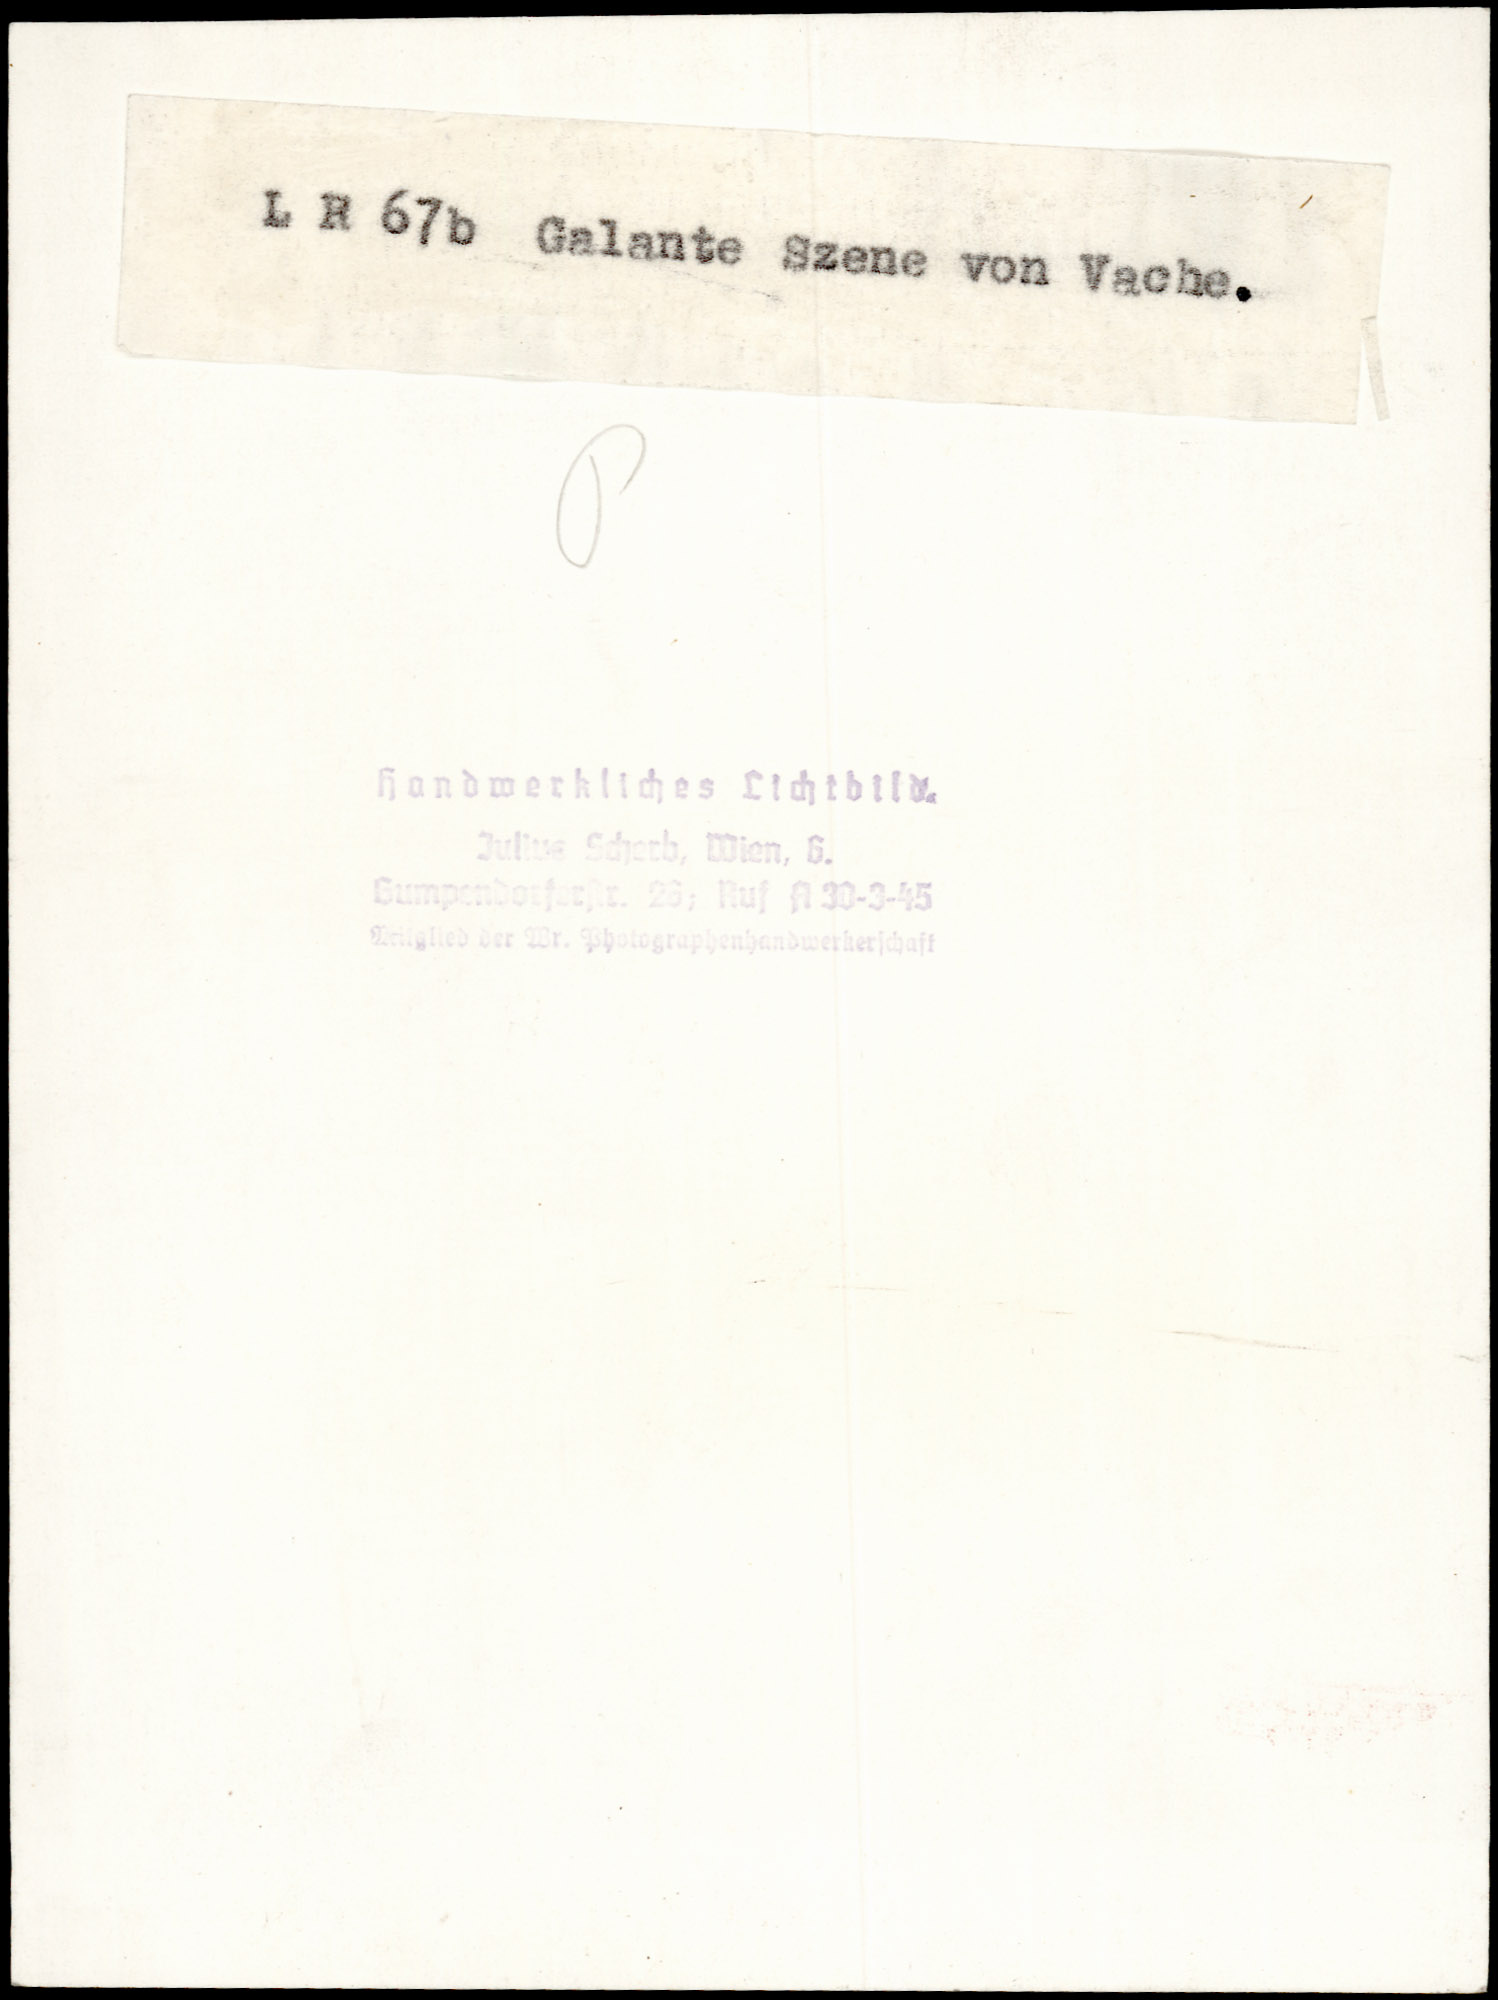 L R 67b Galante Szene von Vache.
P
Handwerkliches Lichtbild.
Julius Scherb, Wien, 6.
Gumpendorferstr. 26; Ruf A 30-3-45
Mitglied der Wr. Photographenhandwerkerschaft